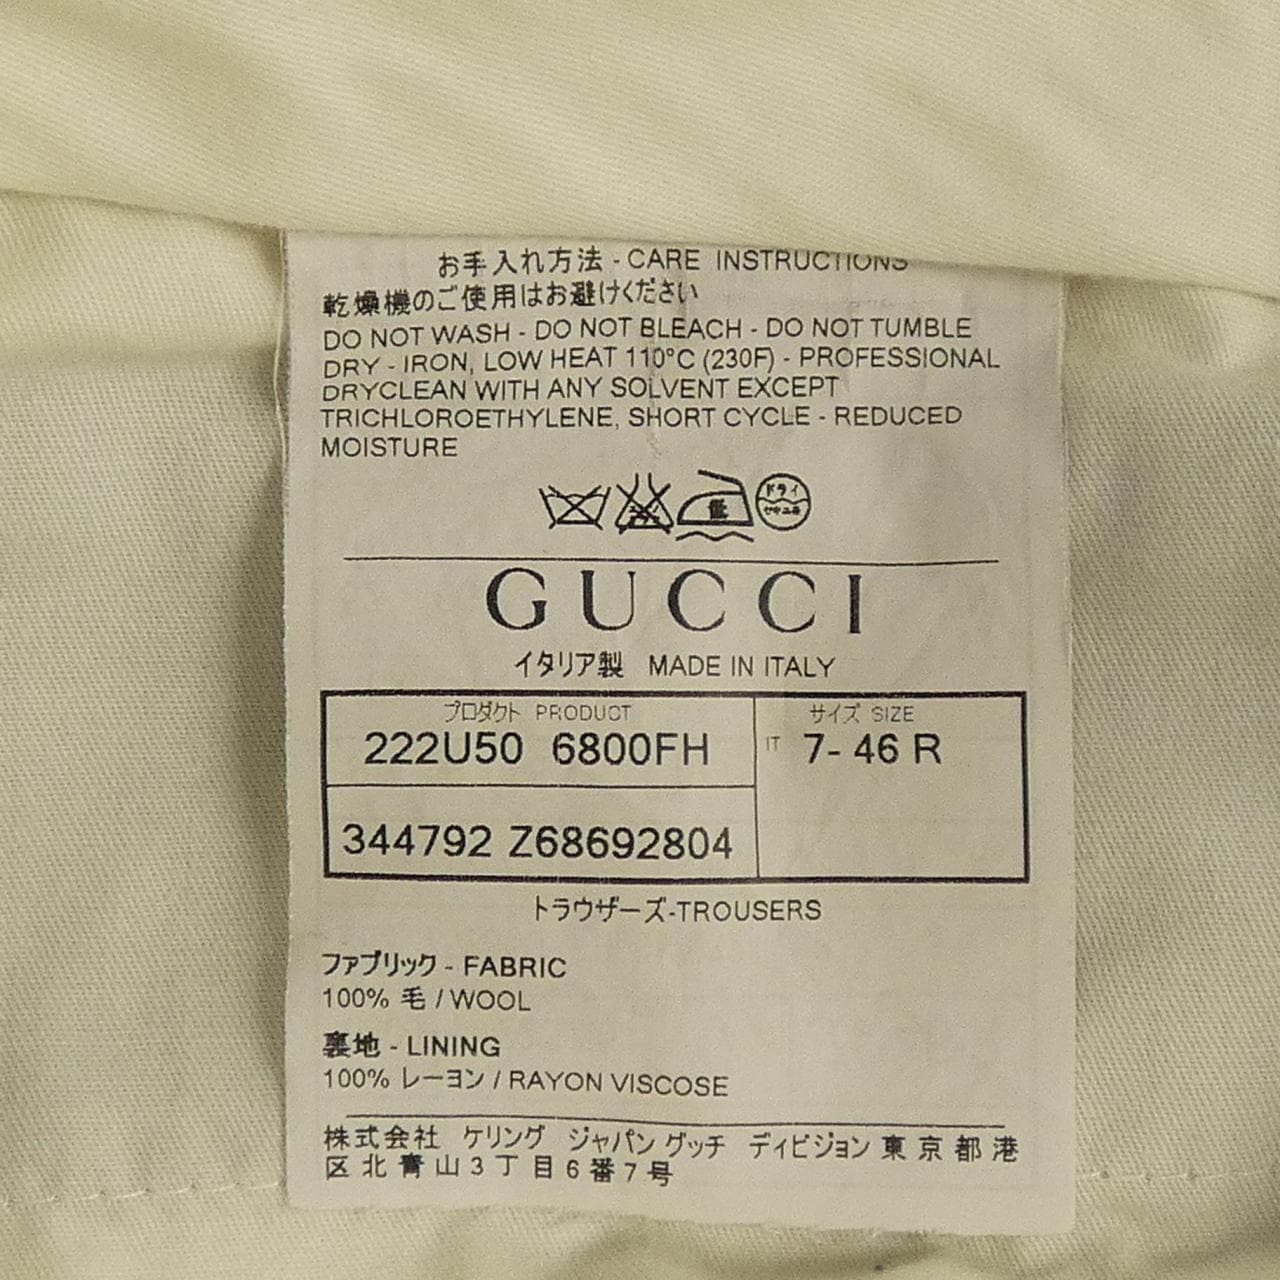 お手入れ方法 - CARE INSTRUCTIONS
乾燥機のご使用はお避けください
DO NOT WASH - DO NOT BLEACH - DO NOT TUMBLE
DRY - IRON, LOW HEAT 110°C (230F) - PROFESSIONAL
DRYCLEAN WITH ANY SOLVENT EXCEPT
TRICHLOROETHYLENE, SHORT CYCLE - REDUCED
MOISTURE
低 ドライ
セキユ系
GUCCI
イタリア製 MADE IN ITALY
プロダクト PRODUCT サイズ SIZE
222U50 6800FH IT 7- 46 R
344792 Z68692804
トラウザーズ-TROUSERS
ファブリック - FABRIC
100% 毛 / WOOL
裏地 - LINING
100% レーヨン / RAYON VISCOSE
株式会社 ケリング ジャパン グッチ ディビジョン 東京都港
区北青山3丁目6番7号